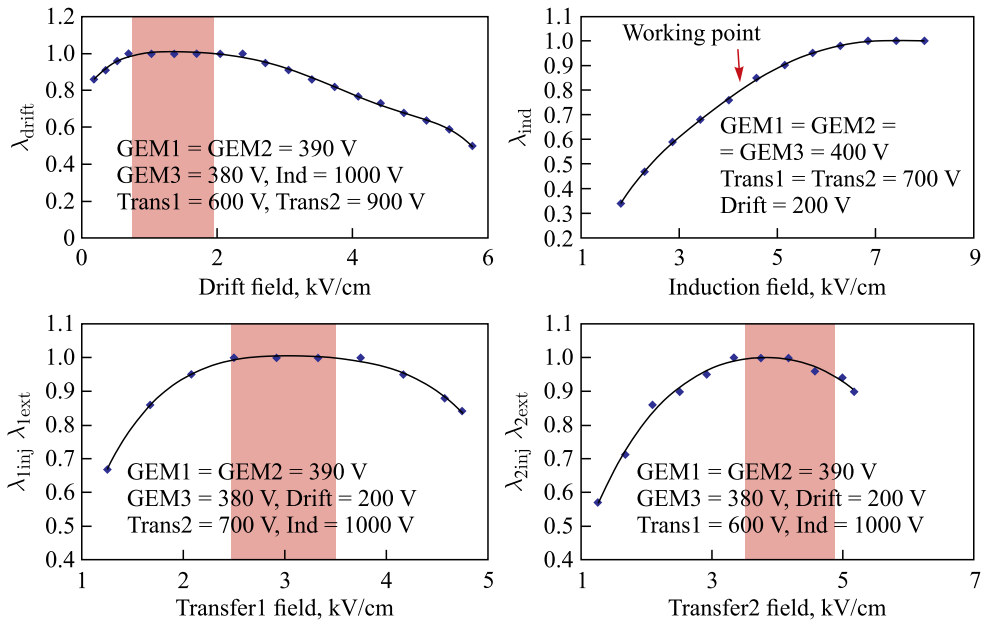 1.2
1.0
0.8
0.6
0.4
0.2
0
λdrift
GEM1 = GEM2 = 390 V
GEM3 = 380 V, Ind = 1000 V
Trans1 = 600 V, Trans2 = 900 V
0 2 4 6
Drift field, kV/cm
1.1
1.0
0.9
0.8
0.7
0.6
0.5
0.4
0.3
0.2
λind
Working point
GEM1 = GEM2 =
= GEM3 = 400 V
Trans1 = Trans2 = 700 V
Drift = 200 V
1 3 5 7 9
Induction field, kV/cm
1.1
1.0
0.9
0.8
0.7
0.6
0.5
0.4
λ1inj λ1ext
GEM1 = GEM2 = 390 V
GEM3 = 380 V, Drift = 200 V
Trans2 = 700 V, Ind = 1000 V
1 2 3 4 5
Transfer1 field, kV/cm
1.1
1.0
0.9
0.8
0.7
0.6
0.5
0.4
λ2inj λ2ext
GEM1 = GEM2 = 390 V
GEM3 = 380 V, Drift = 200 V
Trans1 = 600 V, Ind = 1000 V
1 3 5 7
Transfer2 field, kV/cm